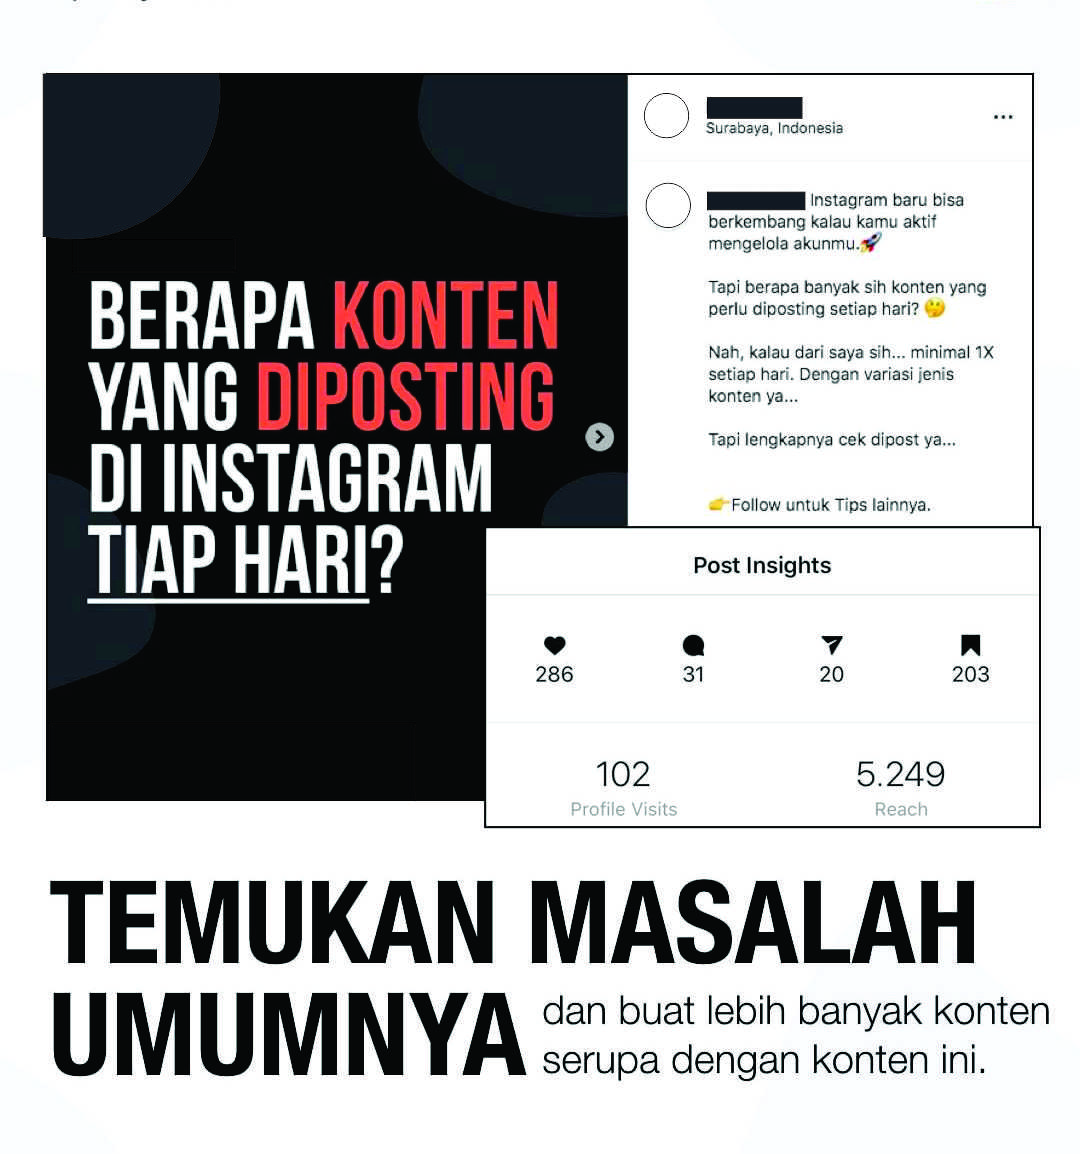 BERAPA KONTEN
YANG DIPOSTING
DI INSTAGRAM
TIAP HARI?
Surabaya, Indonesia
...
Instagram baru bisa
berkembang kalau kamu aktif
mengelola akunmu.🚀
Tapi berapa banyak sih konten yang
perlu diposting setiap hari? 🤔
Nah, kalau dari saya sih... minimal 1X
setiap hari. Dengan variasi jenis
konten ya...
Tapi lengkapnya cek dipost ya...
👉Follow untuk Tips lainnya.
Post Insights
286 31 20 203
102 5.249
Profile Visits Reach
TEMUKAN MASALAH
UMUMNYA dan buat lebih banyak konten
serupa dengan konten ini.